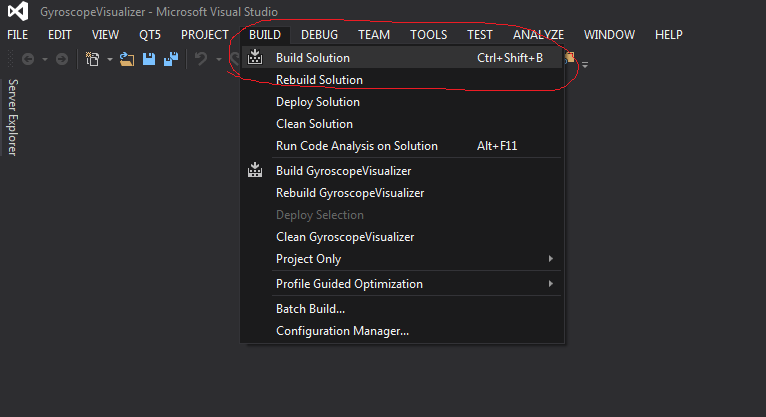 GyroscopeVisualizer - Microsoft Visual Studio
FILE EDIT VIEW QT5 PROJECT BUILD DEBUG TEAM TOOLS TEST ANALYZE WINDOW HELP
Server Explorer
Build Solution Ctrl+Shift+B
Rebuild Solution
Deploy Solution
Clean Solution
Run Code Analysis on Solution Alt+F11
Build GyroscopeVisualizer
Rebuild GyroscopeVisualizer
Deploy Selection
Clean GyroscopeVisualizer
Project Only
Profile Guided Optimization
Batch Build...
Configuration Manager...